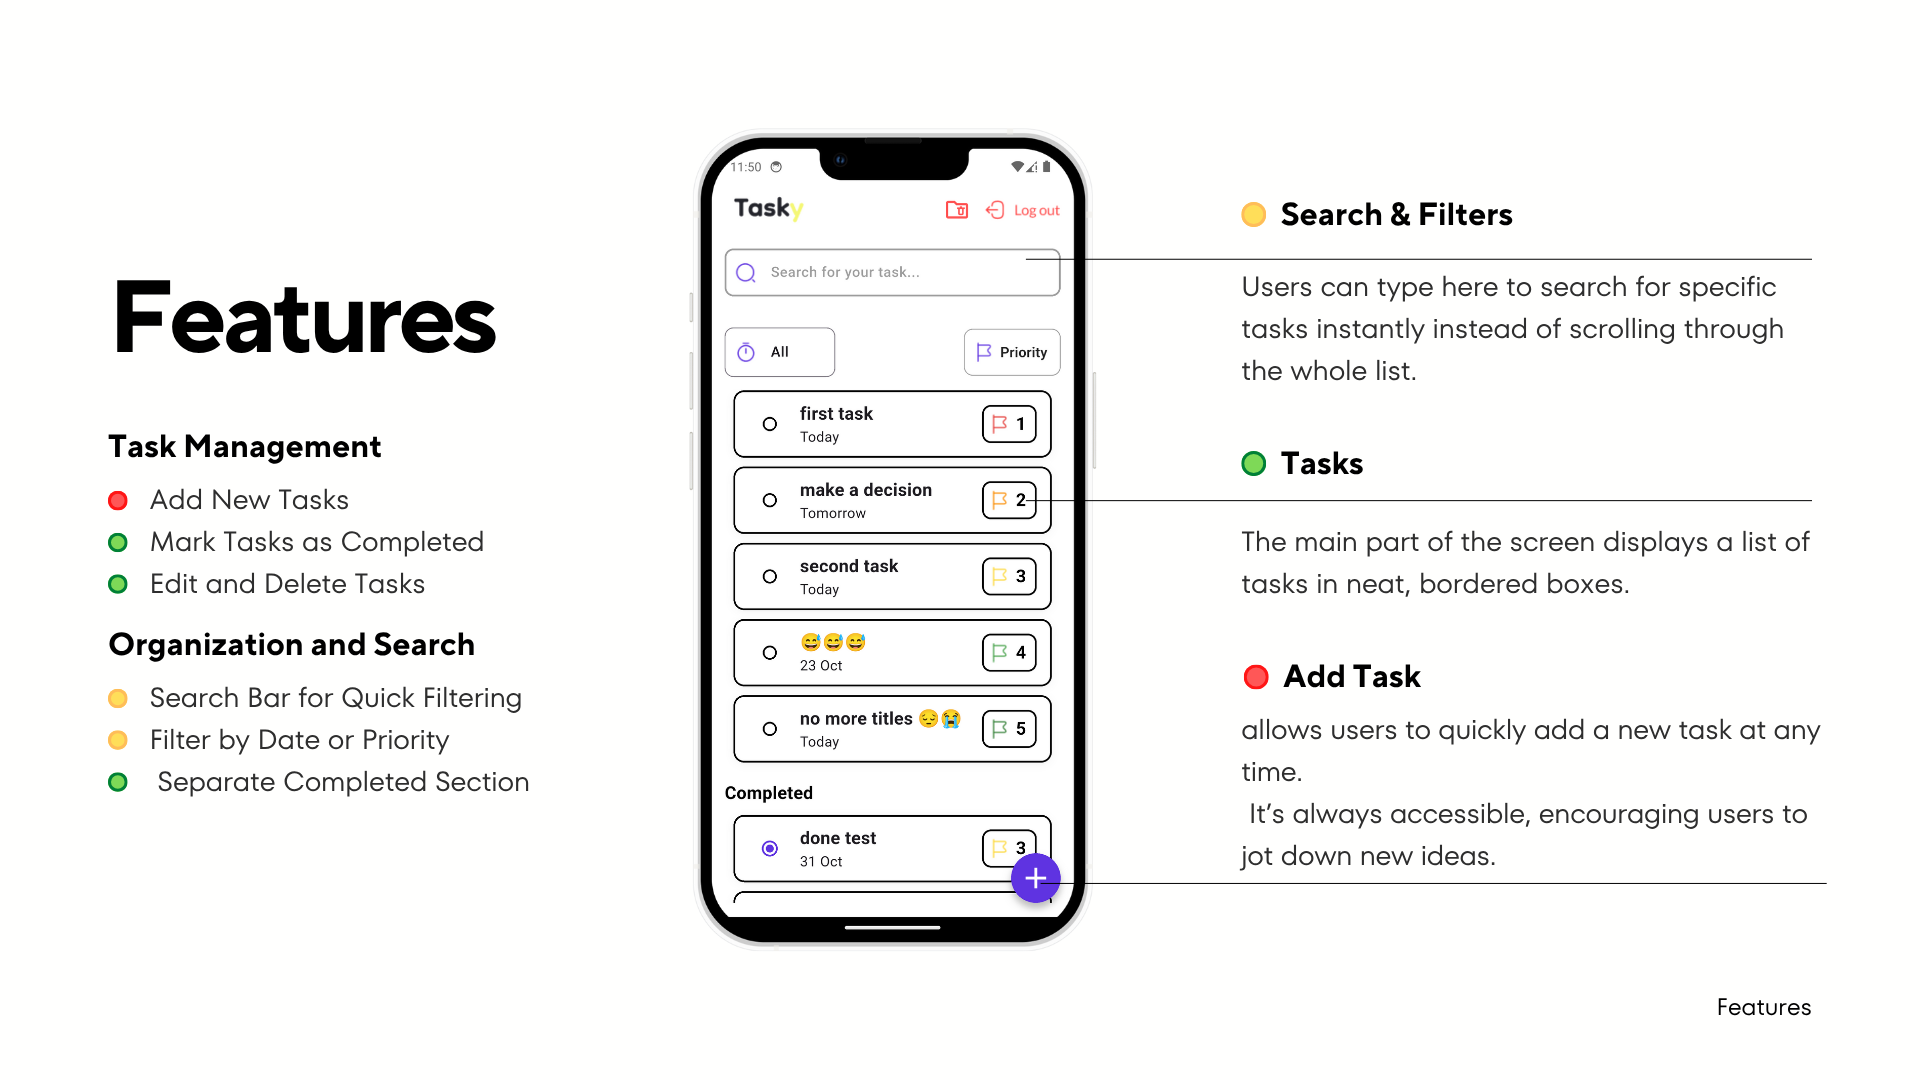 Features
Task Management
Add New Tasks
Mark Tasks as Completed
Edit and Delete Tasks
Organization and Search
Search Bar for Quick Filtering
Filter by Date or Priority
Separate Completed Section
11:50
Tasky
Log out
Search for your task...
All
Priority
first task
Today
1
make a decision
Tomorrow
2
second task
Today
3
😅😅😅
23 Oct
4
no more titles 😔😭
Today
5
Completed
done test
31 Oct
3
Search & Filters
Users can type here to search for specific
tasks instantly instead of scrolling through
the whole list.
Tasks
The main part of the screen displays a list of
tasks in neat, bordered boxes.
Add Task
allows users to quickly add a new task at any
time.
It’s always accessible, encouraging users to
jot down new ideas.
Features